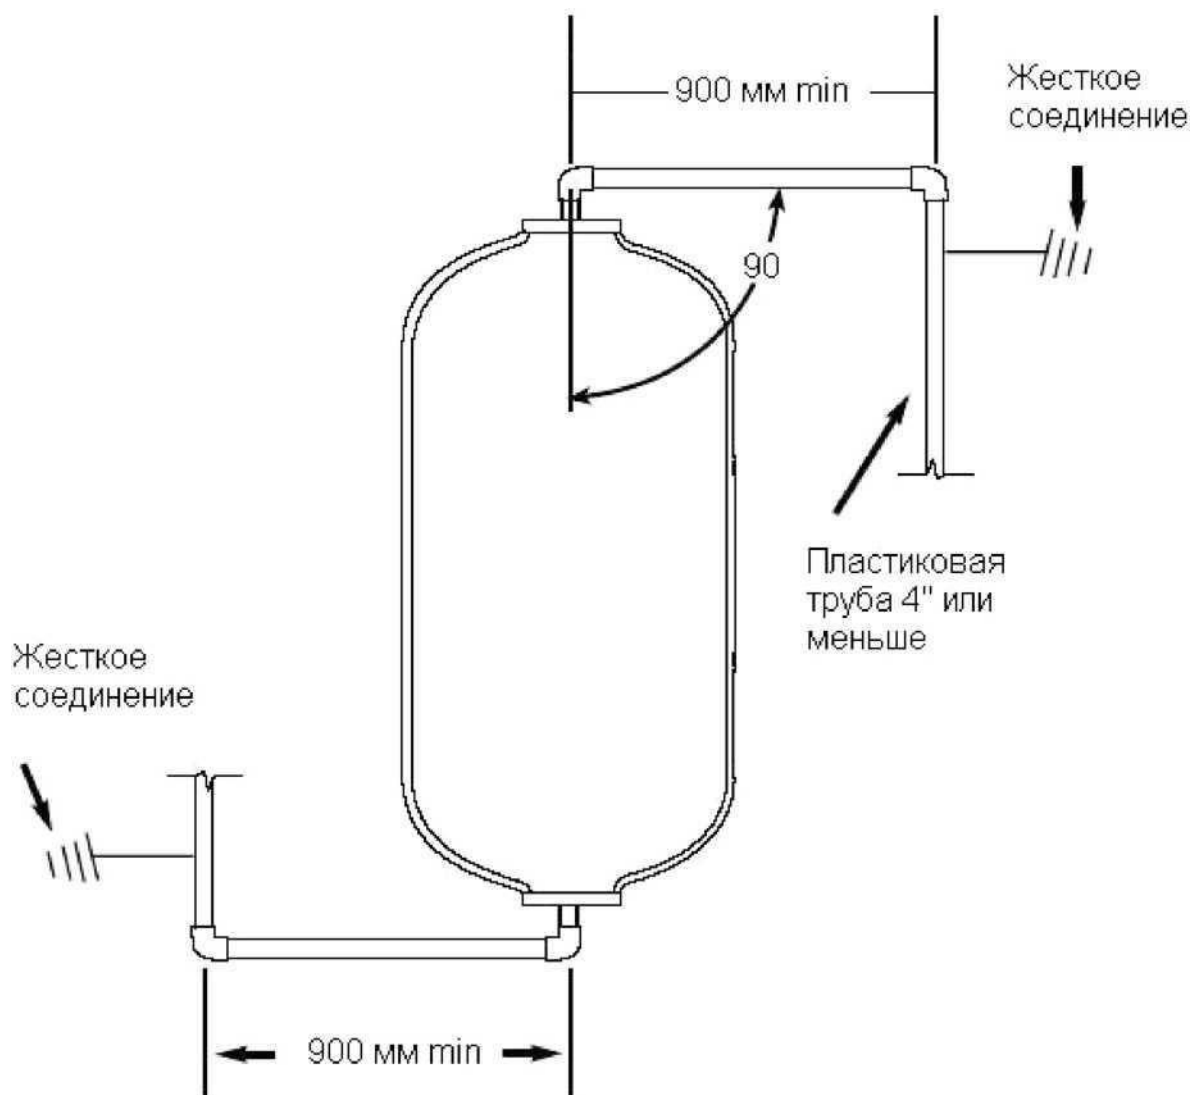 900 мм min
Жесткое
соединение
90
Пластиковая
труба 4" или
меньше
Жесткое
соединение
900 мм min